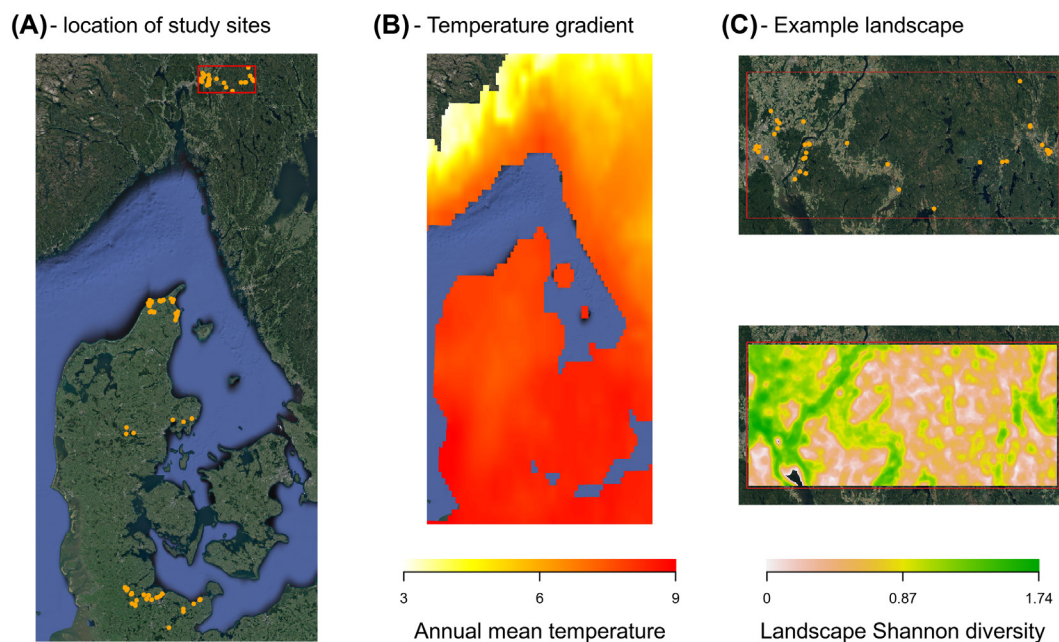 (A) - location of study sites
(B) - Temperature gradient
(C) - Example landscape
3 6 9
Annual mean temperature
0 0.87 1.74
Landscape Shannon diversity